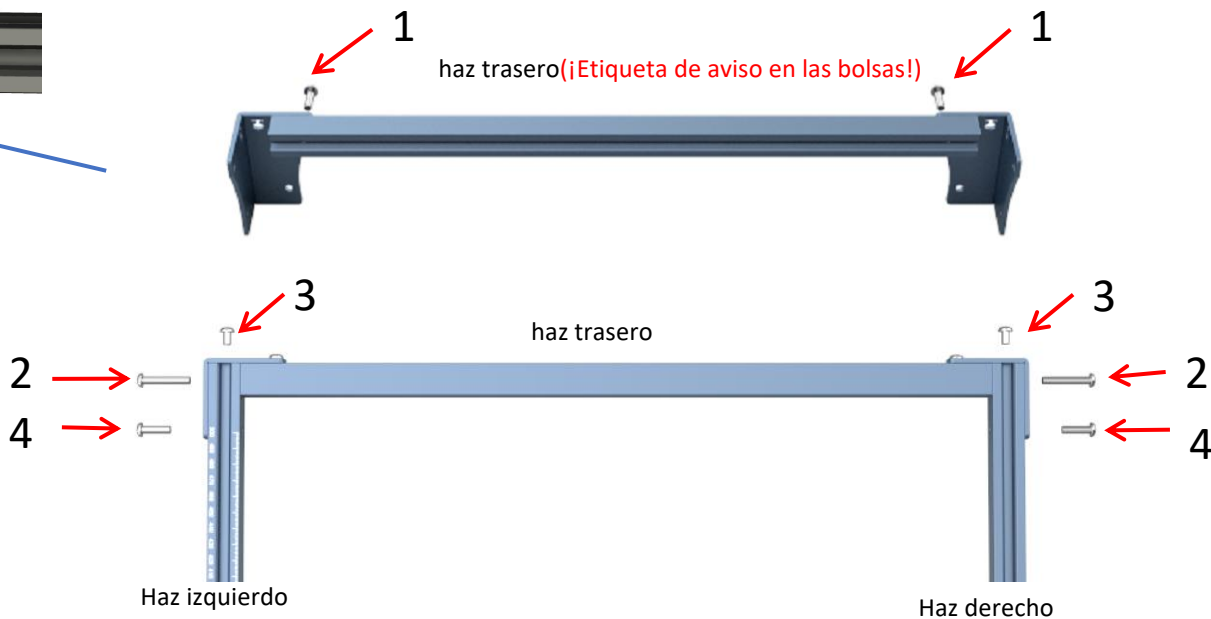 1
1
haz trasero(¡Etiqueta de aviso en las bolsas!)
3
3
haz trasero
2
2
4
4
Haz izquierdo
Haz derecho